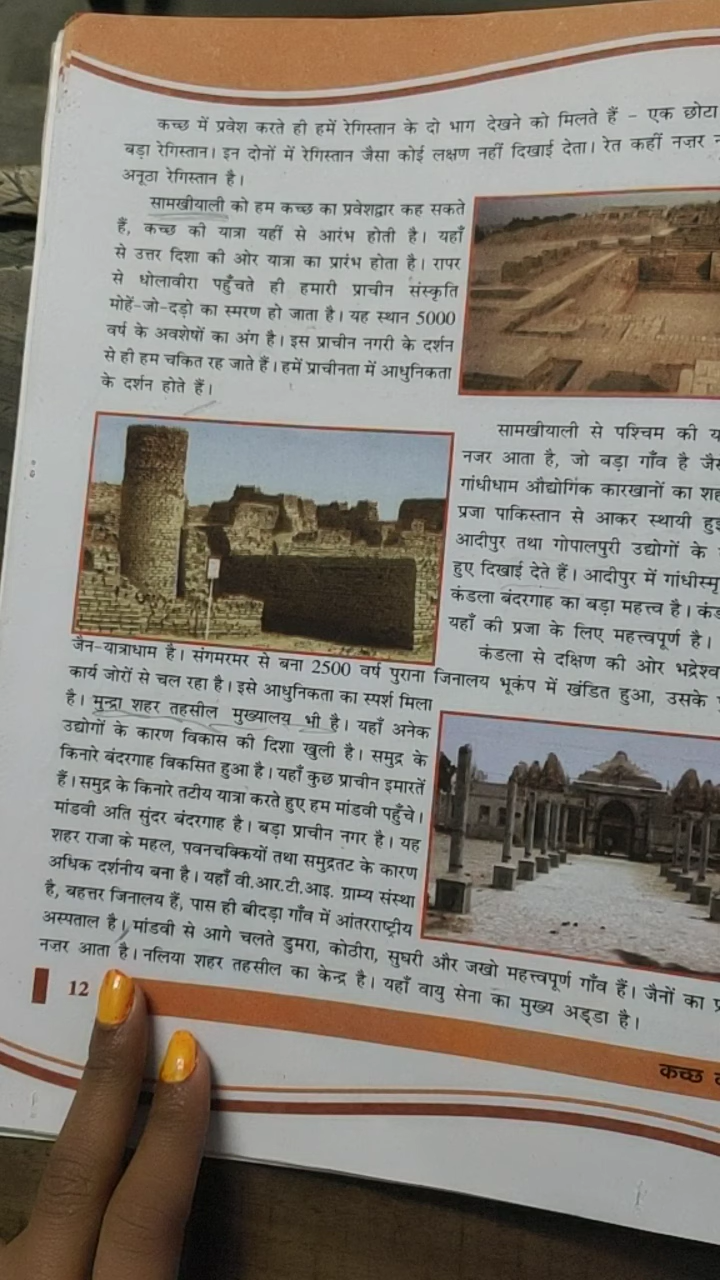 कच्छ में प्रवेश करते ही हमें रेगिस्तान के दो भाग देखने को मिलते हैं - एक छोटा
बड़ा रेगिस्तान। इन दोनों में रेगिस्तान जैसा कोई लक्षण नहीं दिखाई देता। रेत कहीं नज़र
अनूठा रेगिस्तान है।
सामखीयाली को हम कच्छ का प्रवेशद्वार कह सकते
हैं, कच्छ की यात्रा यहीं से आरंभ होती है। यहाँ
से उत्तर दिशा की ओर यात्रा का प्रारंभ होता है। रापर
से धोलावीरा पहुँचते ही हमारी प्राचीन संस्कृति
मोहें-जो-दड़ो का स्मरण हो जाता है। यह स्थान 5000
वर्ष के अवशेषों का अंग है। इस प्राचीन नगरी के दर्शन
से ही हम चकित रह जाते हैं। हमें प्राचीनता में आधुनिकता
के दर्शन होते हैं।
सामखीयाली से पश्चिम की
नजर आता है, जो बड़ा गाँव है
गांधीधाम औद्योगिक कारखानों का
प्रजा पाकिस्तान से आकर स्थायी
आदीपुर तथा गोपालपुरी उद्योगों के
हुए दिखाई देते हैं। आदीपुर में
कंडला बंदरगाह का बड़ा महत्त्व है।
यहाँ की प्रजा के लिए महत्त्वपूर्ण है।
कंडला से दक्षिण की ओर
जैन-यात्राधाम है। संगमरमर से बना 2500 वर्ष पुराना जिनालय भूकंप में खंडित हुआ, उसके
कार्य जोरों से चल रहा है। इसे आधुनिकता का स्पर्श मिला
है। मुन्द्रा शहर तहसील मुख्यालय भी है। यहाँ अनेक
उद्योगों के कारण विकास की दिशा खुली है। समुद्र के
किनारे बंदरगाह विकसित हुआ है। यहाँ कुछ प्राचीन इमारतें
हैं। समुद्र के किनारे तटीय यात्रा करते हुए हम मांडवी पहुँचे।
मांडवी अति सुंदर बंदरगाह है। बड़ा प्राचीन नगर है। यह
शहर राजा के महल, पवनचक्कियों तथा समुद्रतट के कारण
अधिक दर्शनीय बना है। यहाँ वी.आर.टी.आइ. ग्राम्य संस्था
है, बहत्तर जिनालय हैं, पास ही बीदड़ा गाँव में आंतरराष्ट्रीय
अस्पताल है। मांडवी से आगे चलते डुमरा, कोठीरा, सुघरी और जखो महत्त्वपूर्ण गाँव हैं। जैनों का
नज़र आता है। नलिया शहर तहसील का केन्द्र है। यहाँ वायु सेना का मुख्य अड्डा है।
12
कच्छ